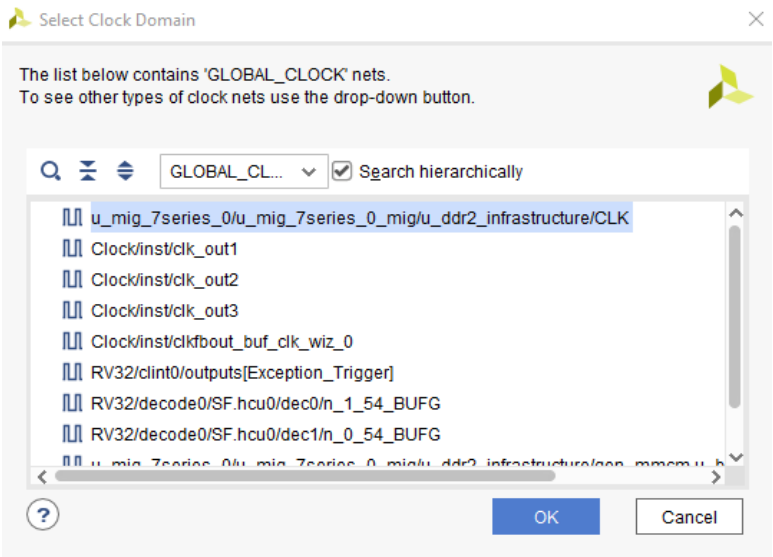 Select Clock Domain
The list below contains 'GLOBAL_CLOCK' nets.
To see other types of clock nets use the drop-down button.
GLOBAL_CL... Search hierarchically
u_mig_7series_0/u_mig_7series_0_mig/u_ddr2_infrastructure/CLK
Clock/inst/clk_out1
Clock/inst/clk_out2
Clock/inst/clk_out3
Clock/inst/clkfbout_buf_clk_wiz_0
RV32/clint0/outputs[Exception_Trigger]
RV32/decode0/SF.hcu0/dec0/n_1_54_BUFG
RV32/decode0/SF.hcu0/dec1/n_0_54_BUFG
u_mig_7series_0/u_mig_7series_0_mig/u_ddr2_infrastructure/gen_mmcm.u_b
? OK Cancel